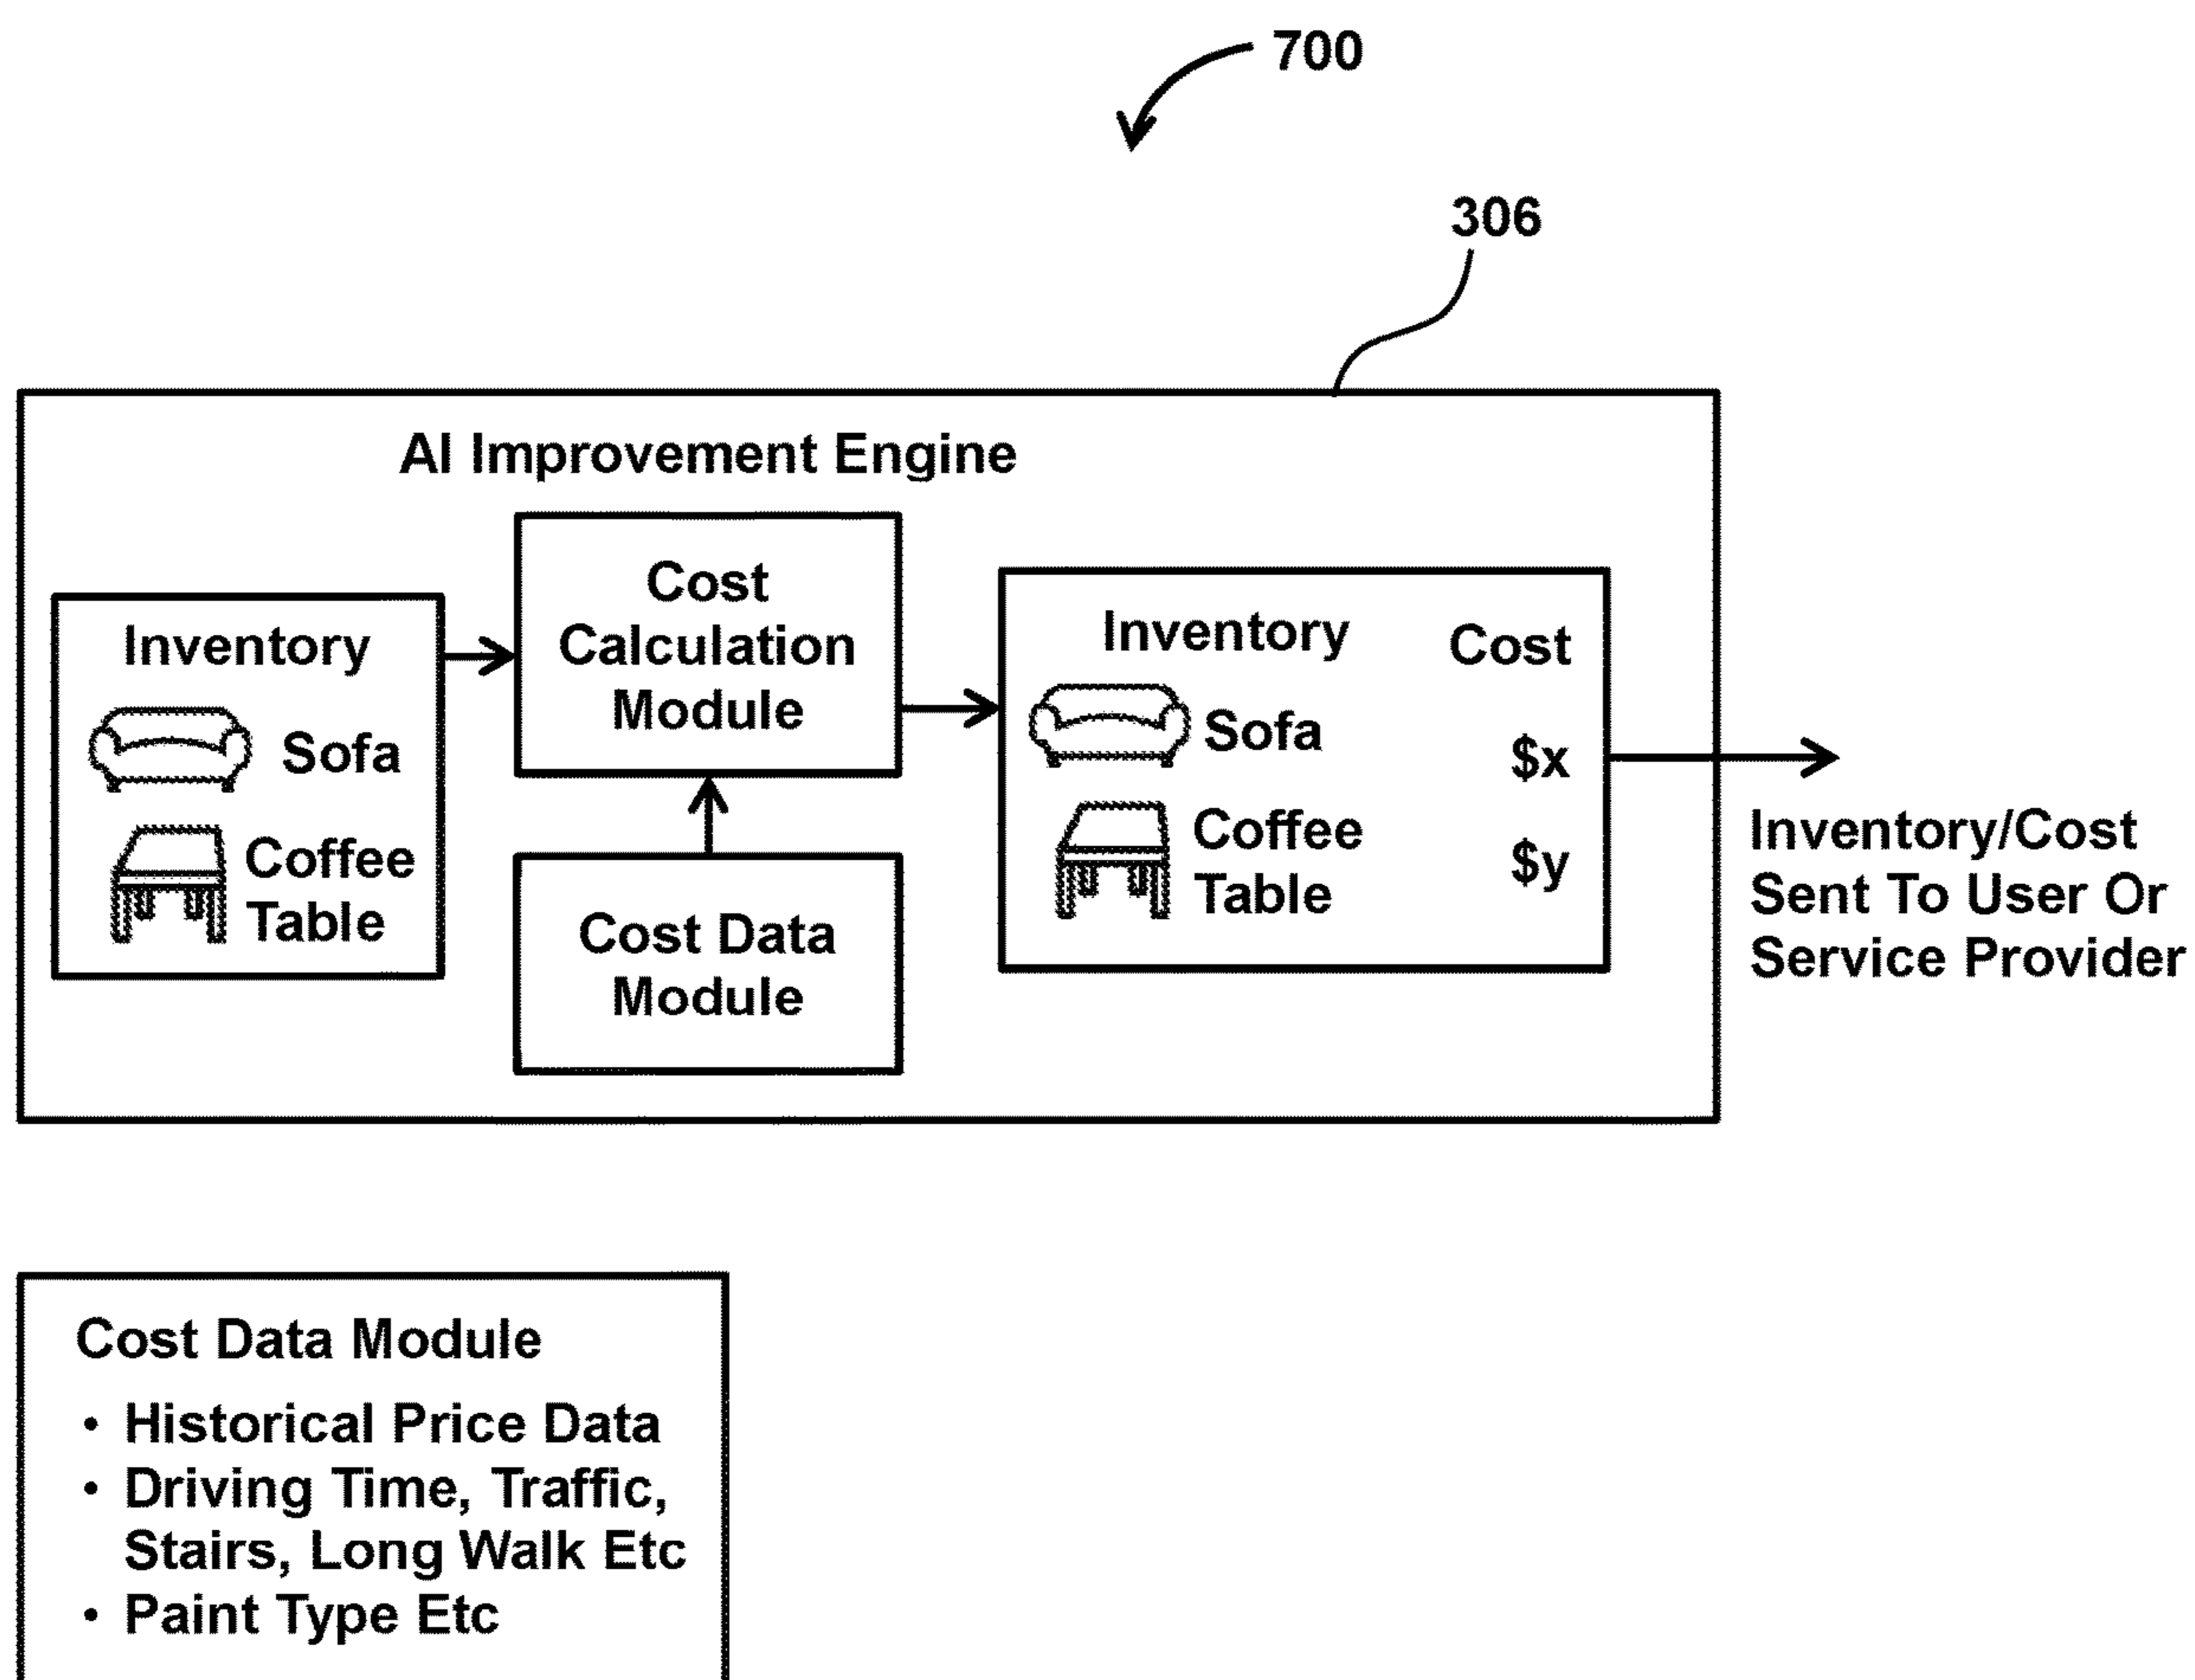 700
306
AI Improvement Engine
Inventory
Sofa
Coffee
Table
Cost
Calculation
Module
Cost Data
Module
Inventory
Cost
Sofa
$x
Coffee
Table
$y
Inventory/Cost
Sent To User Or
Service Provider
Cost Data Module
• Historical Price Data
• Driving Time, Traffic,
Stairs, Long Walk Etc
• Paint Type Etc